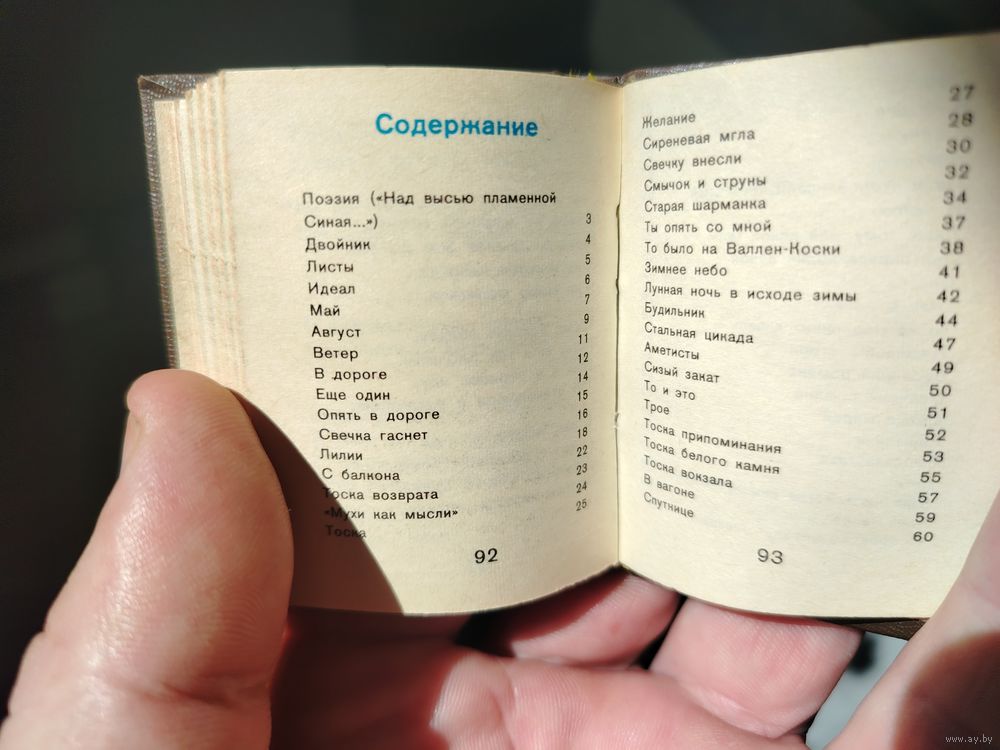 Содержание
Поэзия («Над высью пламенной
Синая...») 3
Двойник 4
Листы 5
Идеал 6
Май 7
Август 9
Ветер 11
В дороге 12
Еще один 14
Опять в дороге 15
Свечка гаснет 16
Лилии 18
С балкона 22
Тоска возврата 23
«Мухи как мысли» 24
Тоска 25
92
Желание 27
Сиреневая мгла 28
Свечку внесли 30
Смычок и струны 32
Старая шарманка 34
Ты опять со мной 37
То было на Валлен-Коски 38
Зимнее небо 41
Лунная ночь в исходе зимы 42
Будильник 44
Стальная цикада 47
Аметисты 49
Сизый закат 50
То и это 51
Трое 52
Тоска припоминания 53
Тоска белого камня 55
Тоска вокзала 57
В вагоне 59
Спутнице 60
93
www.ay.by